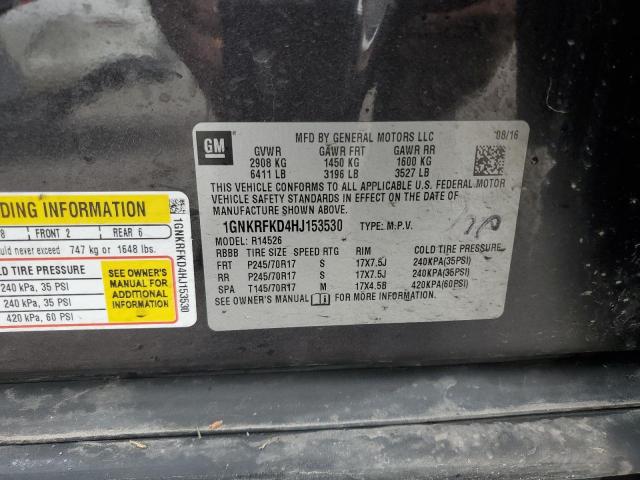 GM
MFD BY GENERAL MOTORS LLC 08/16
GVWR GAWR FRT GAWR RR
2908 KG 1450 KG 1600 KG
6411 LB 3196 LB 3527 LB
THIS VEHICLE CONFORMS TO ALL APPLICABLE U.S. FEDERAL MOTOR
VEHICLE SAFETY STANDARDS IN EFFECT ON THE DATE OF
MANUFACTURE SHOWN ABOVE.
1GNKRFKD4HJ153530 TYPE: M.P.V.
MODEL: R14526
RBBB TIRE SIZE SPEED RTG RIM COLD TIRE PRESSURE
FRT P245/70R17 S 17X7.5J 240KPA(35PSI)
RR P245/70R17 S 17X7.5J 240KPA(35PSI)
SPA T145/70R17 M 17X4.5B 420KPA(60PSI)
SEE OWNER'S MANUAL FOR MORE INFORMATION.
DING INFORMATION
8 FRONT 2 REAR 6
ould never exceed 747 kg or 1648 lbs.
LD TIRE PRESSURE
240 kPa, 35 PSI
240 kPa, 35 PSI
420 kPa, 60 PSI
SEE OWNER'S
MANUAL FOR
ADDITIONAL
INFORMATION
1GNKRFKD4HJ153530